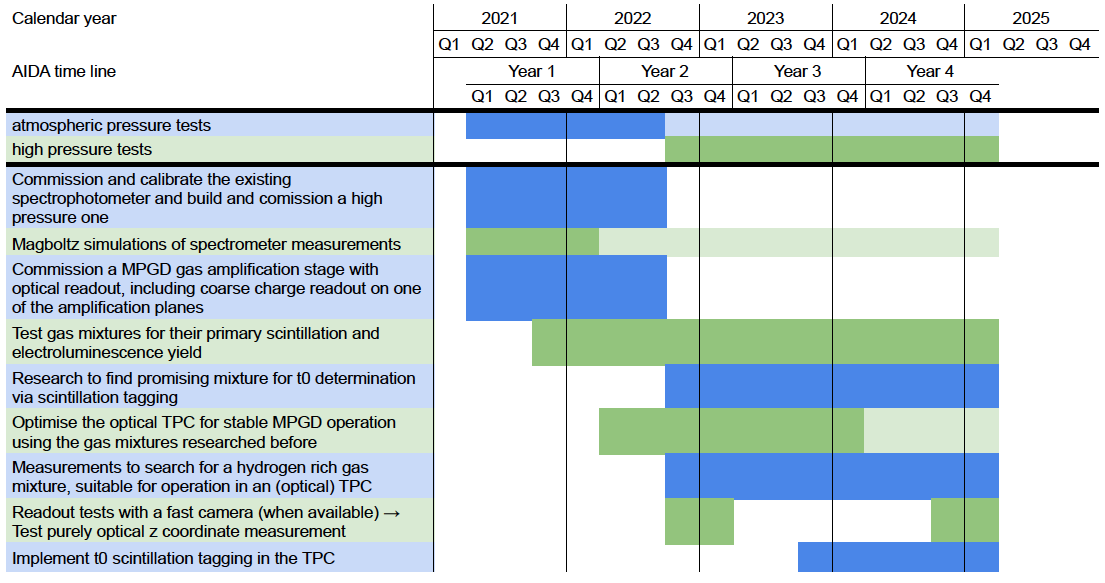 Calendar year 2021 2022 2023 2024 2025
Q1 Q2 Q3 Q4 Q1 Q2 Q3 Q4 Q1 Q2 Q3 Q4 Q1 Q2 Q3 Q4 Q1 Q2 Q3 Q4
AIDA time line Year 1 Year 2 Year 3 Year 4
Q1 Q2 Q3 Q4 Q1 Q2 Q3 Q4 Q1 Q2 Q3 Q4 Q1 Q2 Q3 Q4
atmospheric pressure tests
high pressure tests
Commission and calibrate the existing
spectrophotometer and build and comission a high
pressure one
Magboltz simulations of spectrometer measurements
Commission a MPGD gas amplification stage with
optical readout, including coarse charge readout on one
of the amplification planes
Test gas mixtures for their primary scintillation and
electroluminescence yield
Research to find promising mixture for t0 determination
via scintillation tagging
Optimise the optical TPC for stable MPGD operation
using the gas mixtures researched before
Measurements to search for a hydrogen rich gas
mixture, suitable for operation in an (optical) TPC
Readout tests with a fast camera (when available) →
Test purely optical z coordinate measurement
Implement t0 scintillation tagging in the TPC